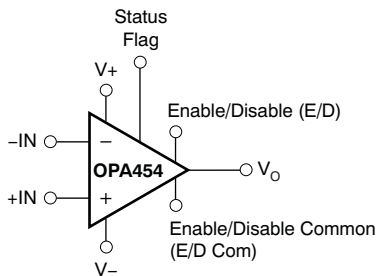 Status
Flag
V+
Enable/Disable (E/D)
−IN
−
OPA454
V_O
+IN
+
Enable/Disable Common
(E/D Com)
V−